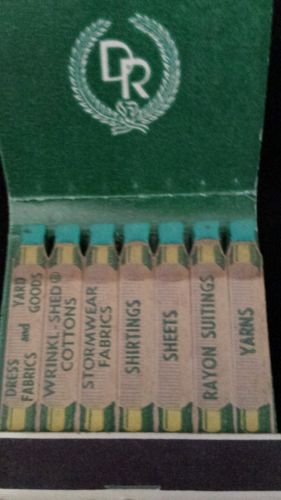 DR
DRESS
FABRICS and YARD
GOODS
WRINKL-SHED®
COTTONS
STORMWEAR
FABRICS
SHIRTINGS
SHEETS
RAYON SUITINGS
YARNS